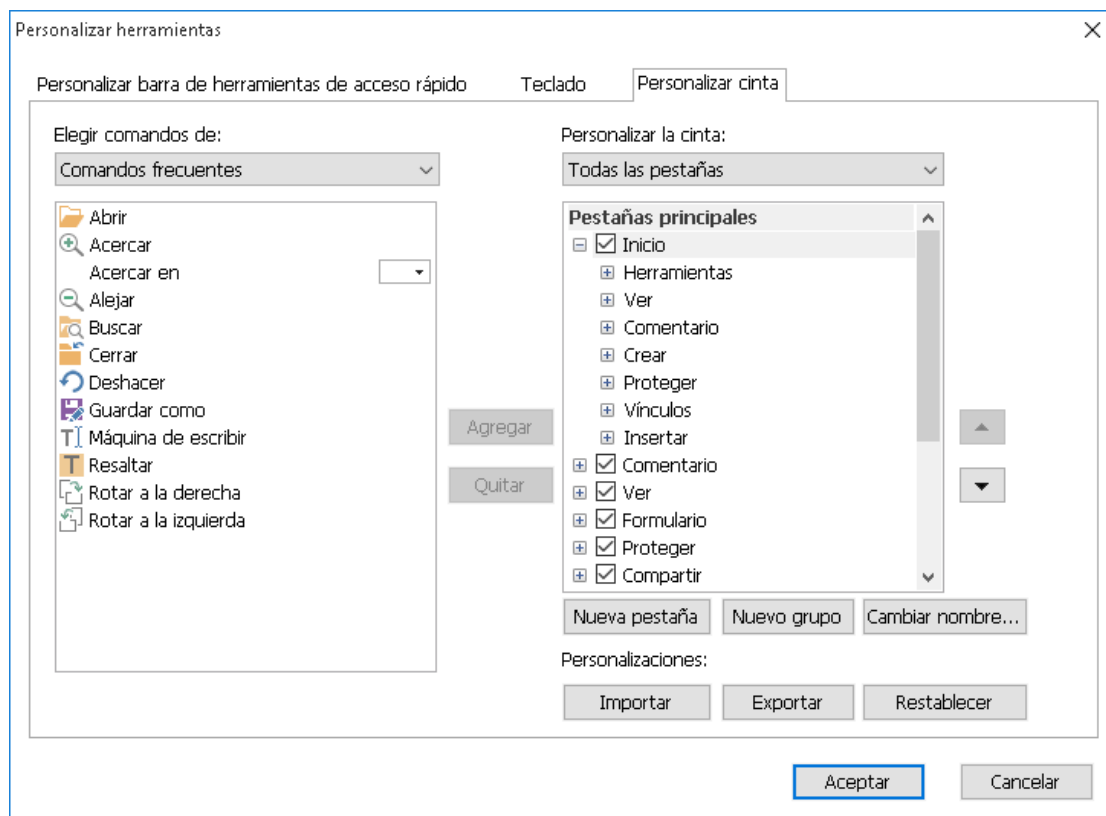 Personalizar herramientas
Personalizar barra de herramientas de acceso rápido
Teclado
Personalizar cinta
Elegir comandos de:
Comandos frecuentes
Abrir
Acercar
Acercar en
Alejar
Buscar
Cerrar
Deshacer
Guardar como
Máquina de escribir
Resaltar
Rotar a la derecha
Rotar a la izquierda
Agregar
Quitar
Personalizar la cinta:
Todas las pestañas
Pestañas principales
Inicio
Herramientas
Ver
Comentario
Crear
Proteger
Vínculos
Insertar
Comentario
Ver
Formulario
Proteger
Compartir
Nueva pestaña
Nuevo grupo
Cambiar nombre...
Personalizaciones:
Importar
Exportar
Restablecer
Aceptar
Cancelar